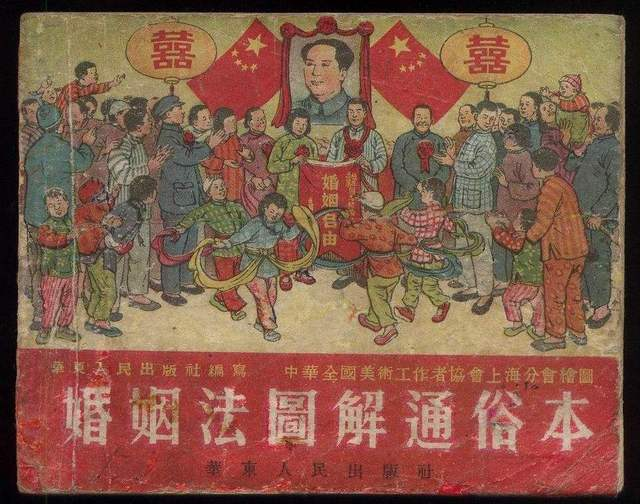 囍
囍
婚姻自由
華東人民出版社編寫
中華全國美術工作者協會上海分會繪圖
婚姻法圖解通俗本
華東人民出版社